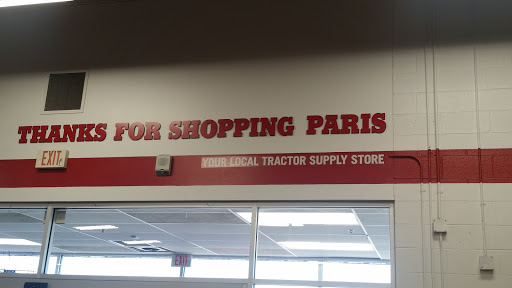 THANKS FOR SHOPPING PARIS
YOUR LOCAL TRACTOR SUPPLY STORE
EXIT
EXIT